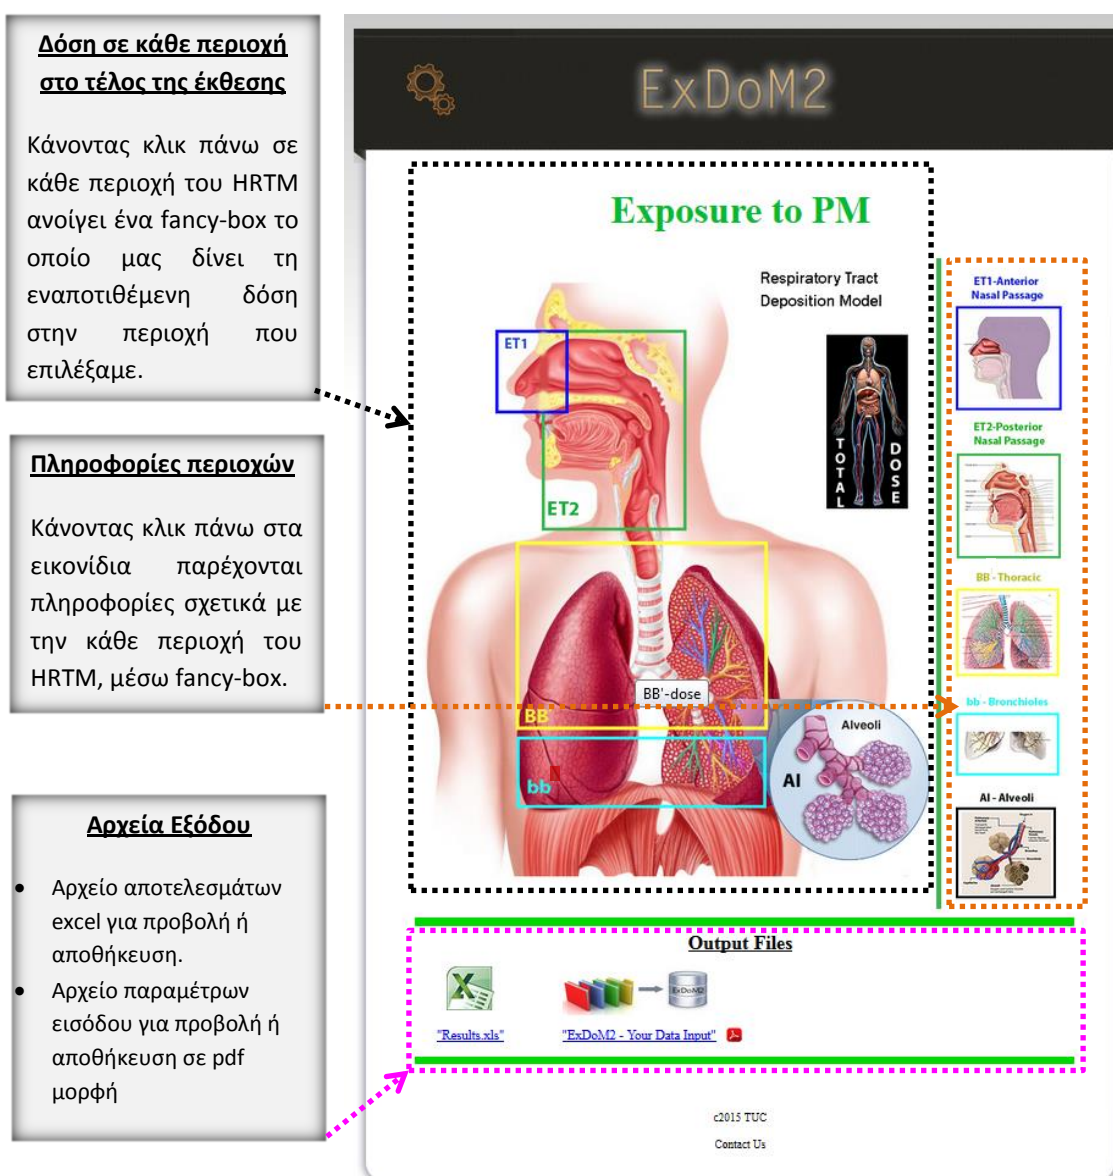 Δόση σε κάθε περιοχή
στο τέλος της έκθεσης
Κάνοντας κλικ πάνω σε
κάθε περιοχή του HRTM
ανοίγει ένα fancy-box το
οποίο μας δίνει τη
εναποτιθέμενη δόση
στην περιοχή που
επιλέξαμε.
Πληροφορίες περιοχών
Κάνοντας κλικ πάνω στα
εικονίδια παρέχονται
πληροφορίες σχετικά με
την κάθε περιοχή του
HRTM, μέσω fancy-box.
Αρχεία Εξόδου
• Αρχείο αποτελεσμάτων
excel για προβολή ή
αποθήκευση.
• Αρχείο παραμέτρων
εισόδου για προβολή ή
αποθήκευση σε pdf
μορφή
ExDoM2
Exposure to PM
Respiratory Tract
Deposition Model
ET1
ET2
TOTAL
DOSE
BB
BB'-dose
bb
AI
Alveoli
ET1-Anterior
Nasal Passage
ET2-Posterior
Nasal Passage
BB - Thoracic
bb - Bronchioles
AI - Alveoli
Output Files
ExDoM2
"Results.xls"
"ExDoM2 - Your Data Input"
c2015 TUC
Contact Us